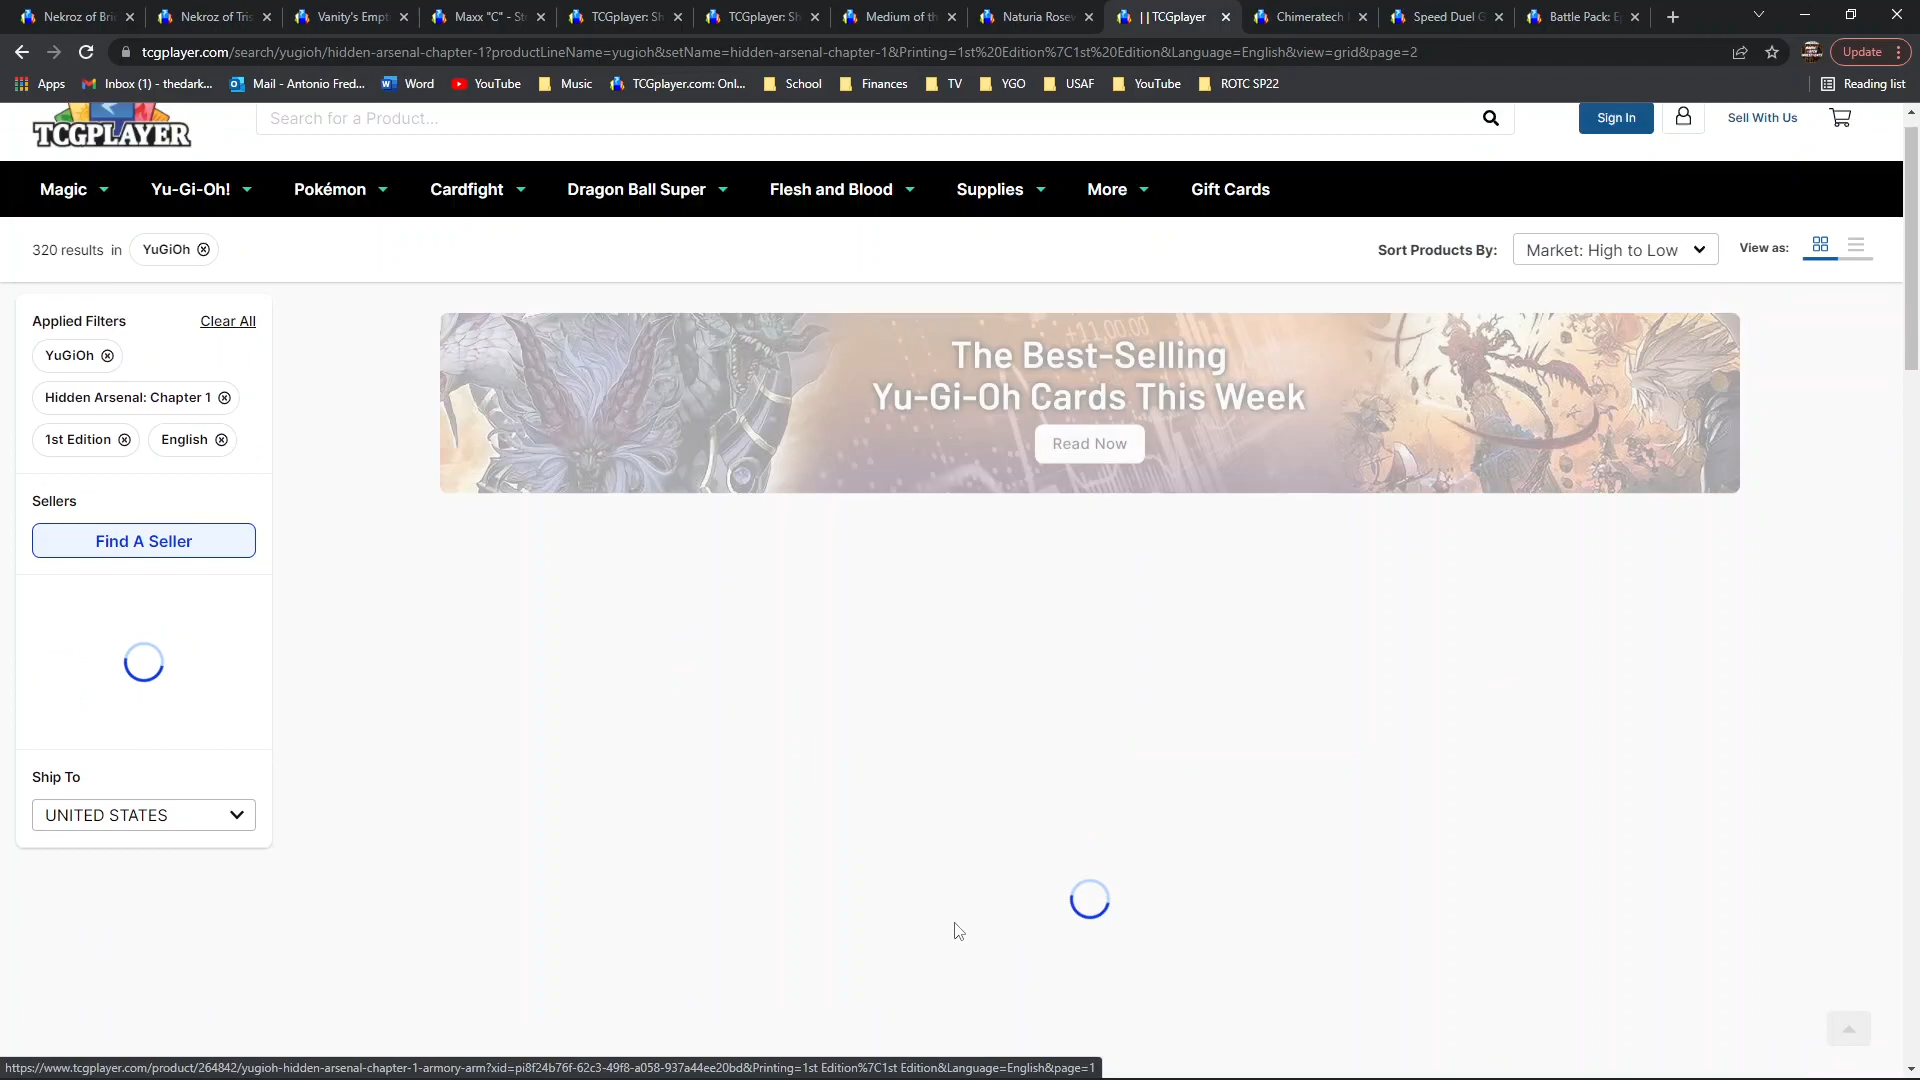 Nekroz of Bri
Nekroz of Tris
Vanity's Empt
Maxx "C" - St
TCGplayer: Sh
TCGplayer: Sh
Medium of th
Naturia Rosew
| | TCGplayer
Chimeratech
Speed Duel G
Battle Pack: E
tcgplayer.com/search/yugioh/hidden-arsenal-chapter-1?productLineName=yugioh&setName=hidden-arsenal-chapter-1&Printing=1st%20Edition%7C1st%20Edition&Language=English&view=grid&page=2
Update
Apps
Inbox (1) - thedark...
Mail - Antonio Fred...
Word
YouTube
Music
TCGplayer.com: Onl...
School
Finances
TV
YGO
USAF
YouTube
ROTC SP22
Reading list
TCGPLAYER
Search for a Product...
Sign In
Sell With Us
Magic
Yu-Gi-Oh!
Pokémon
Cardfight
Dragon Ball Super
Flesh and Blood
Supplies
More
Gift Cards
320 results in
YuGiOh
Sort Products By:
Market: High to Low
View as:
Applied Filters
Clear All
YuGiOh
Hidden Arsenal: Chapter 1
1st Edition
English
The Best-Selling
Yu-Gi-Oh Cards This Week
Read Now
Sellers
Find A Seller
Ship To
UNITED STATES
https://www.tcgplayer.com/product/264842/yugioh-hidden-arsenal-chapter-1-armory-arm?xid=pi8f24b76f-62c3-49f8-a058-937a44ee20bd&Printing=1st Edition%7C1st Edition&Language=English&page=1